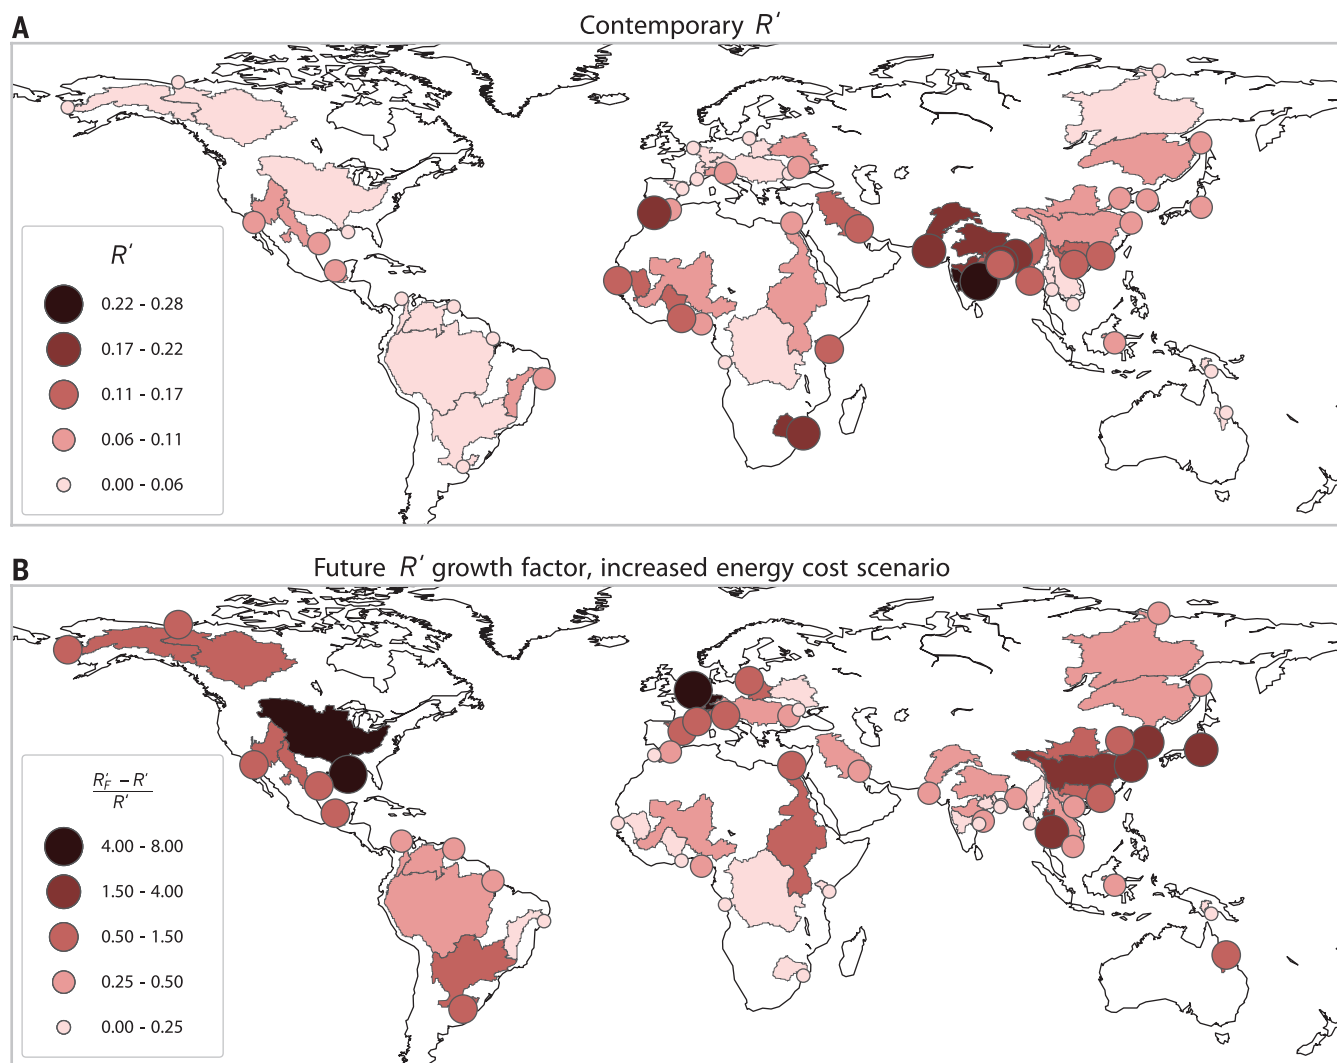 A
Contemporary R′
R′
0.22 - 0.28
0.17 - 0.22
0.11 - 0.17
0.06 - 0.11
0.00 - 0.06
B
Future R′ growth factor, increased energy cost scenario
R′F − R′
R′
4.00 - 8.00
1.50 - 4.00
0.50 - 1.50
0.25 - 0.50
0.00 - 0.25